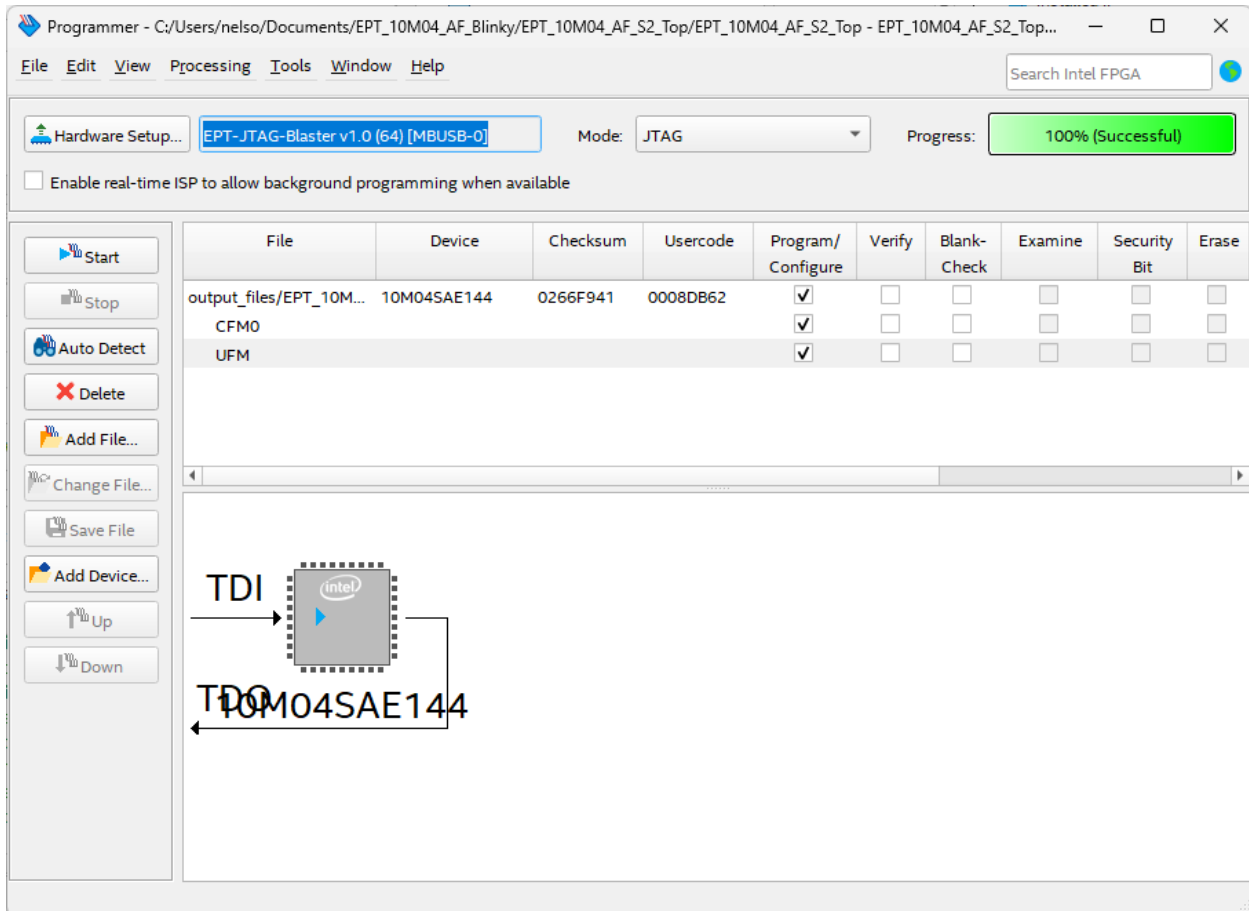 Programmer - C:/Users/nelso/Documents/EPT_10M04_AF_Blinky/EPT_10M04_AF_S2_Top/EPT_10M04_AF_S2_Top - EPT_10M04_AF_S2_Top...
File Edit View Processing Tools Window Help
Search Intel FPGA
Hardware Setup... EPT-JTAG-Blaster v1.0 (64) [MBUSB-0] Mode: JTAG Progress: 100% (Successful)
Enable real-time ISP to allow background programming when available
File Device Checksum Usercode Program/ Verify Blank- Examine Security Erase
Configure Check Bit
Start
Stop
Auto Detect
Delete
Add File...
Change File...
Save File
Add Device...
Up
Down
output_files/EPT_10M... 10M04SAE144 0266F941 0008DB62
CFM0
UFM
TDI
intel
TDO
10M04SAE144